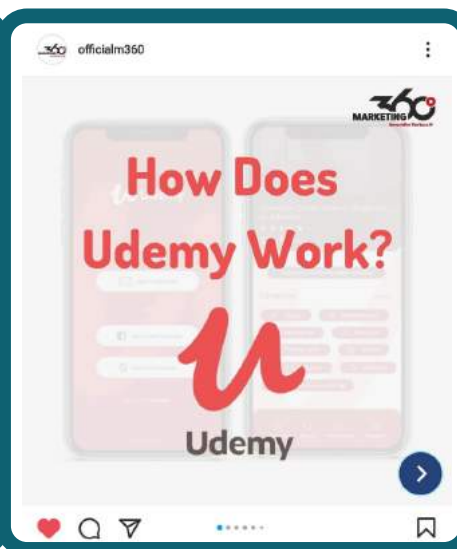 officialm360
360
MARKETING
How Does
Udemy Work?
Udemy